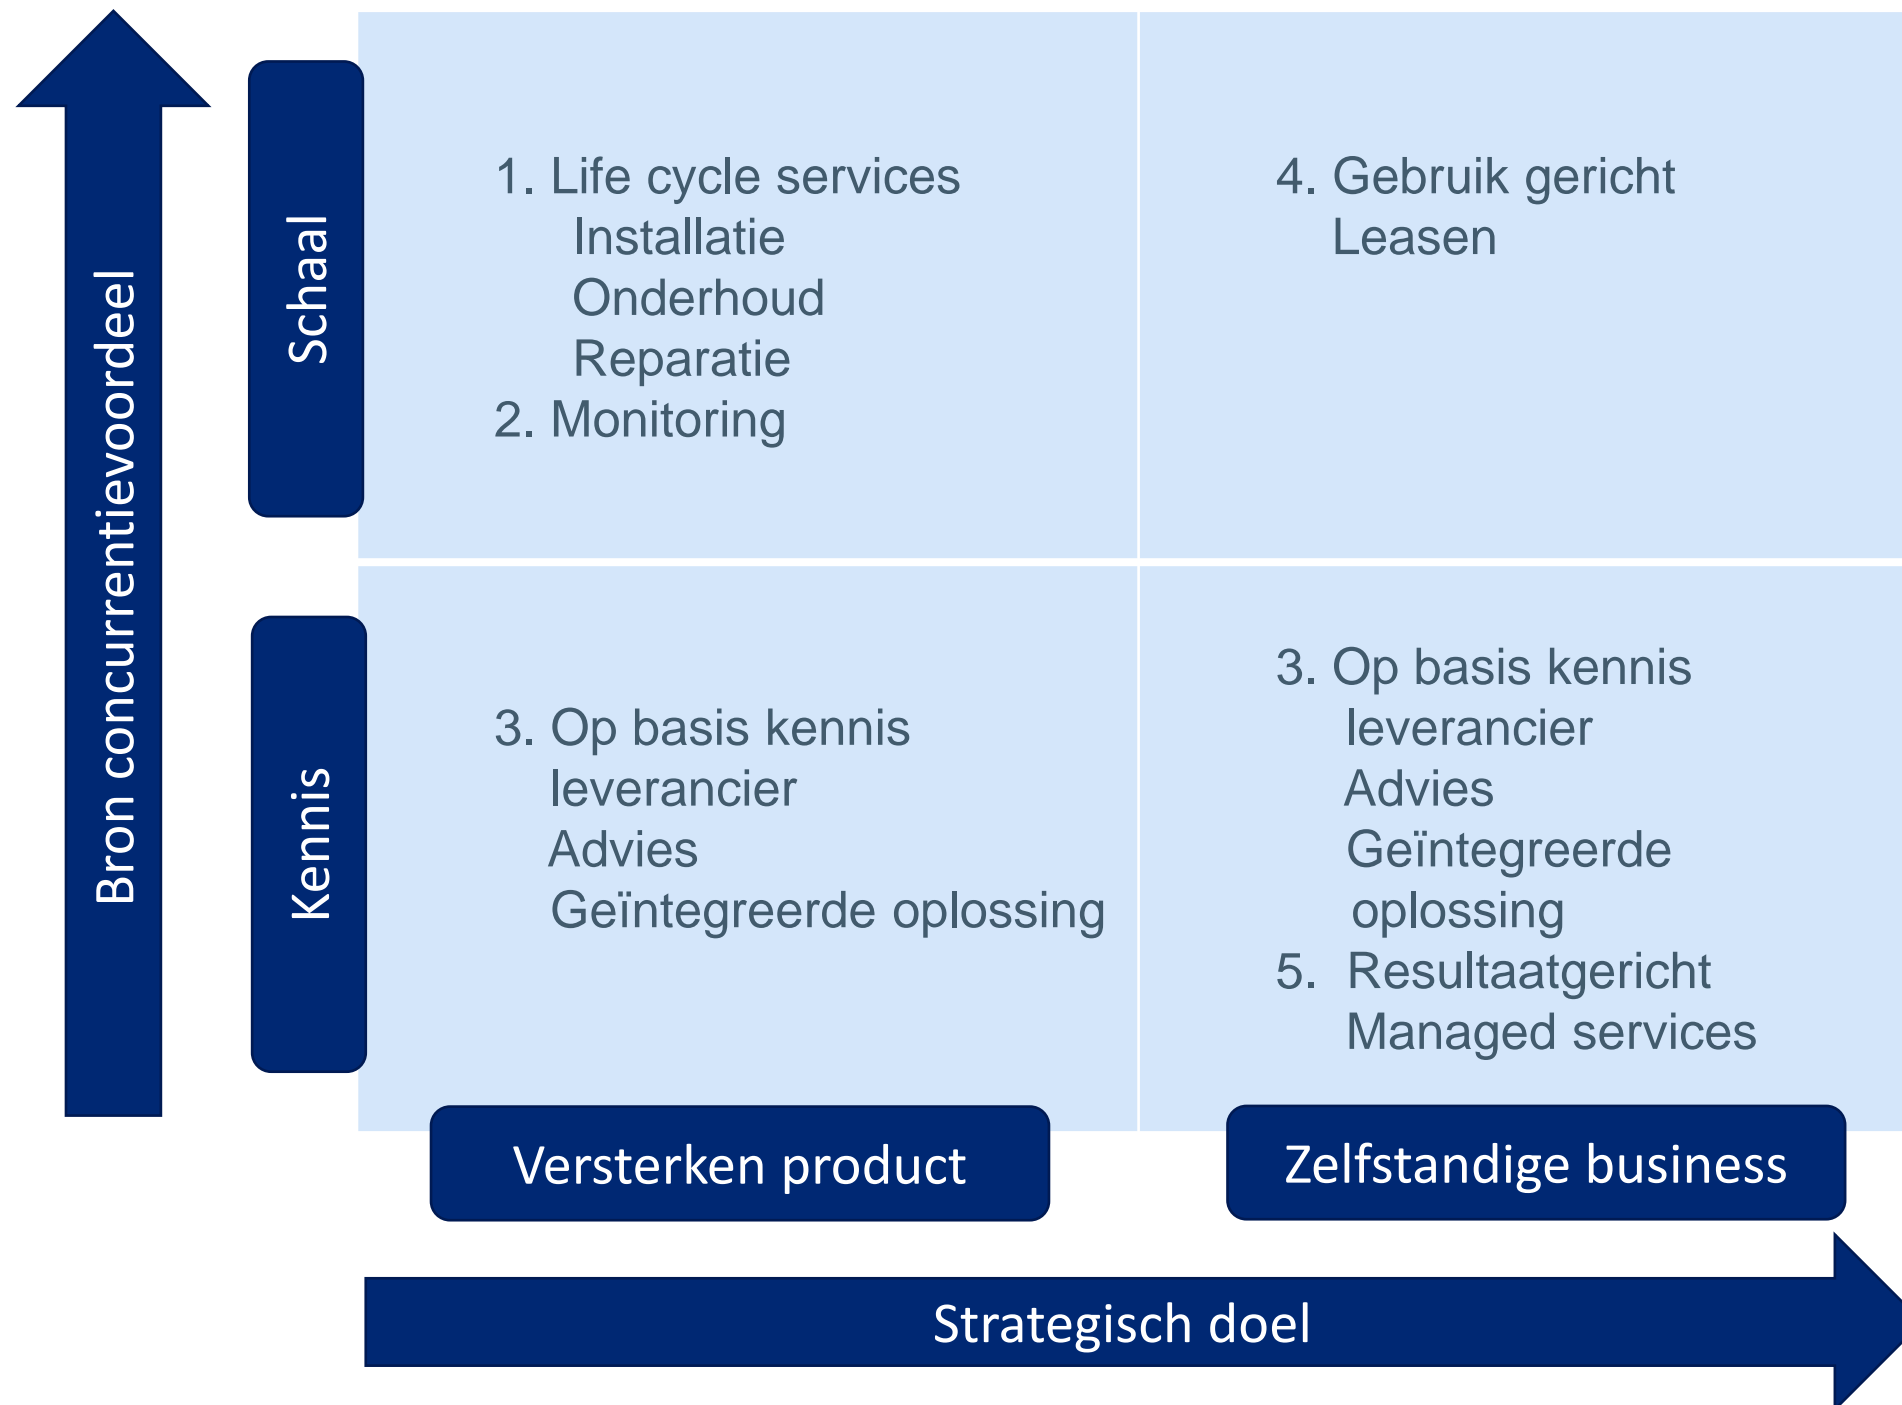 Bron concurrentievoordeel
Schaal
1. Life cycle services
Installatie
Onderhoud
Reparatie
2. Monitoring
4. Gebruik gericht
Leasen
Kennis
3. Op basis kennis
leverancier
Advies
Geïntegreerde oplossing
3. Op basis kennis
leverancier
Advies
Geïntegreerde
oplossing
5. Resultaatgericht
Managed services
Versterken product
Zelfstandige business
Strategisch doel